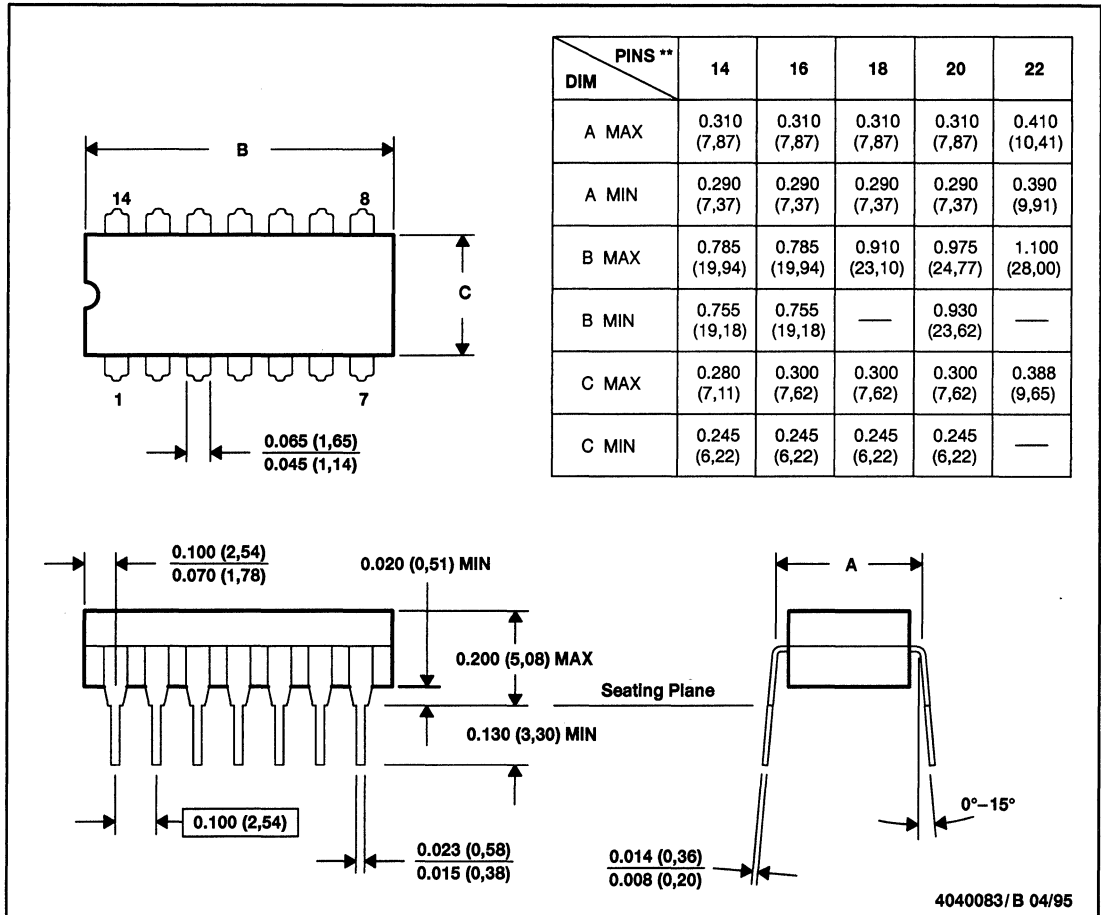 PINS ** 14 16 18 20 22
DIM
A MAX 0.310 (7,87) 0.310 (7,87) 0.310 (7,87) 0.310 (7,87) 0.410 (10,41)
A MIN 0.290 (7,37) 0.290 (7,37) 0.290 (7,37) 0.290 (7,37) 0.390 (9,91)
B MAX 0.785 (19,94) 0.785 (19,94) 0.910 (23,10) 0.975 (24,77) 1.100 (28,00)
B MIN 0.755 (19,18) 0.755 (19,18) — 0.930 (23,62) —
C MAX 0.280 (7,11) 0.300 (7,62) 0.300 (7,62) 0.300 (7,62) 0.388 (9,65)
C MIN 0.245 (6,22) 0.245 (6,22) 0.245 (6,22) 0.245 (6,22) —
B
14 8
C
1 7
0.065 (1,65)
0.045 (1,14)
0.100 (2,54)
0.070 (1,78)
0.020 (0,51) MIN
0.200 (5,08) MAX
Seating Plane
0.130 (3,30) MIN
0.100 (2,54)
0.023 (0,58)
0.015 (0,38)
A
0°–15°
0.014 (0,36)
0.008 (0,20)
4040083/B 04/95